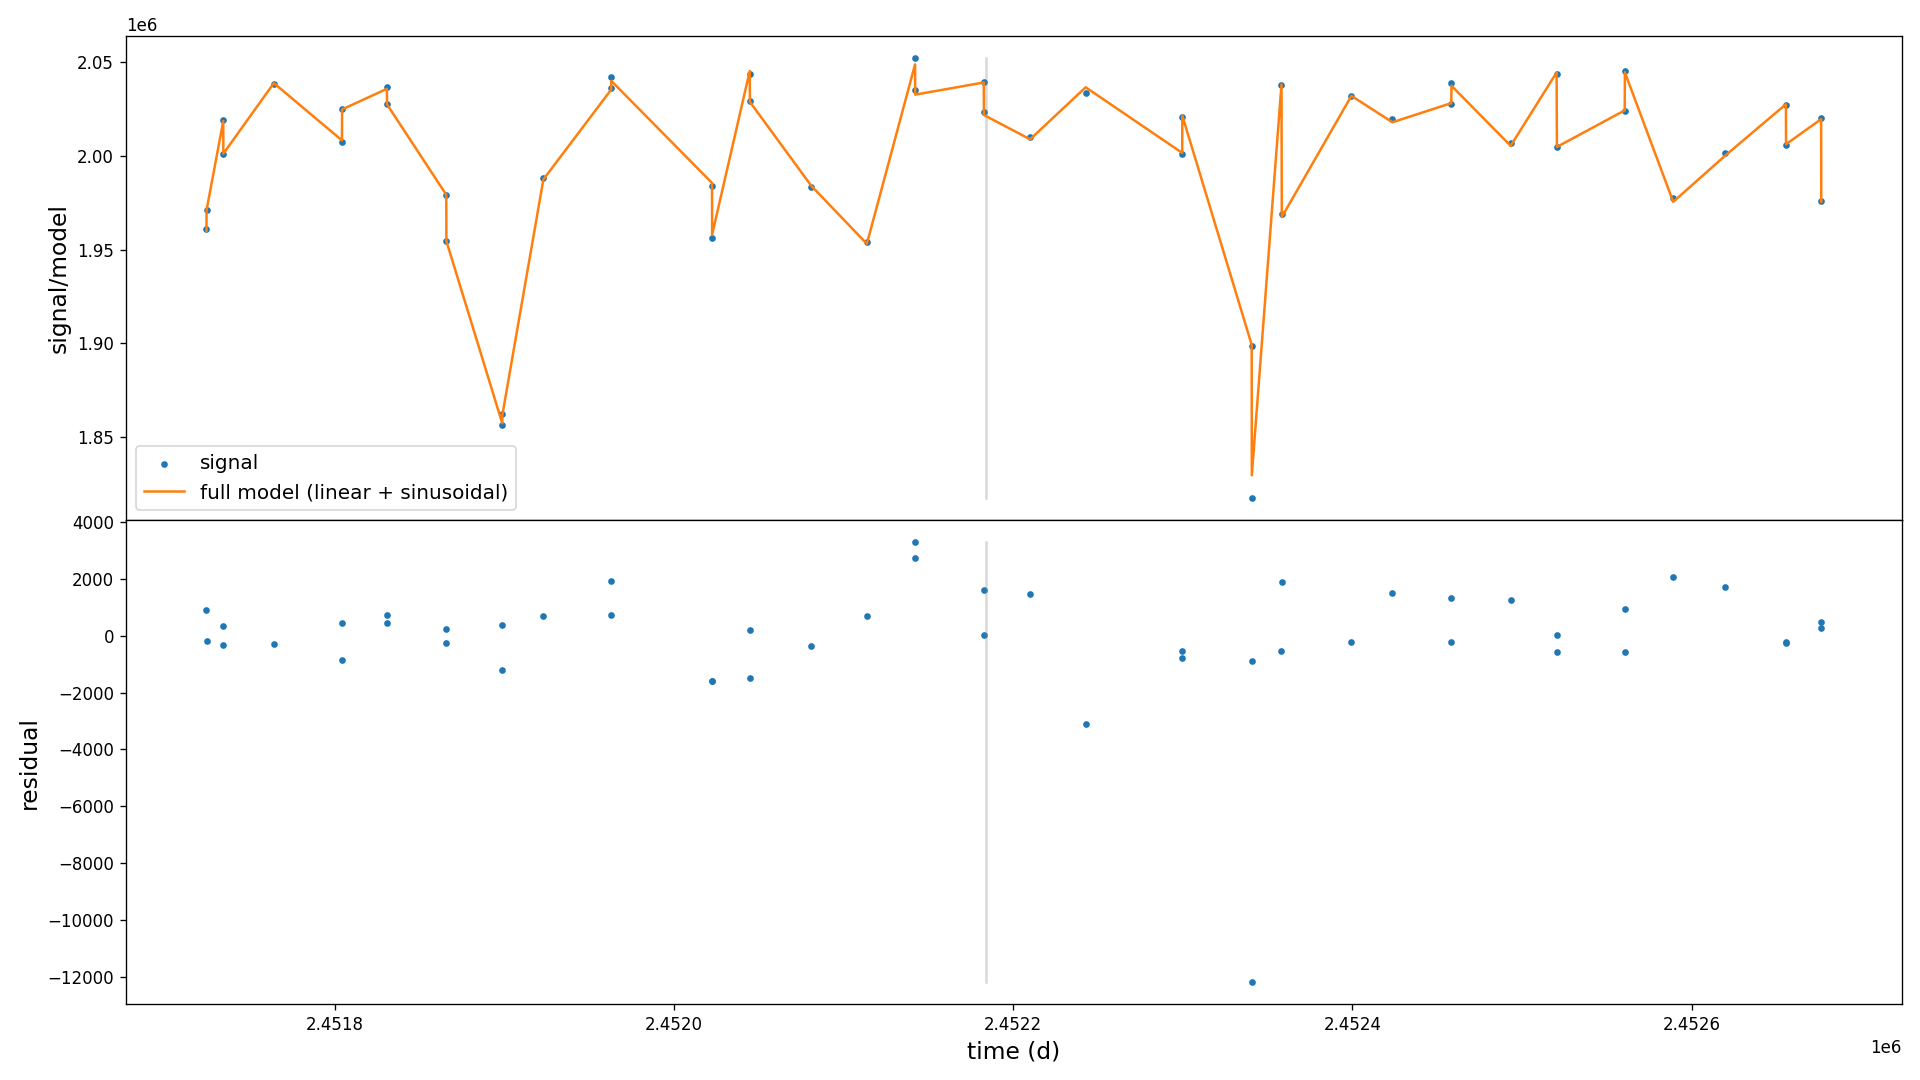 1e6
2.05
2.00
1.95
1.90
1.85
signal/model
signal
full model (linear + sinusoidal)
4000
2000
0
−2000
−4000
−6000
−8000
−10000
−12000
residual
2.4518
2.4520
2.4522
2.4524
2.4526
time (d)
1e6